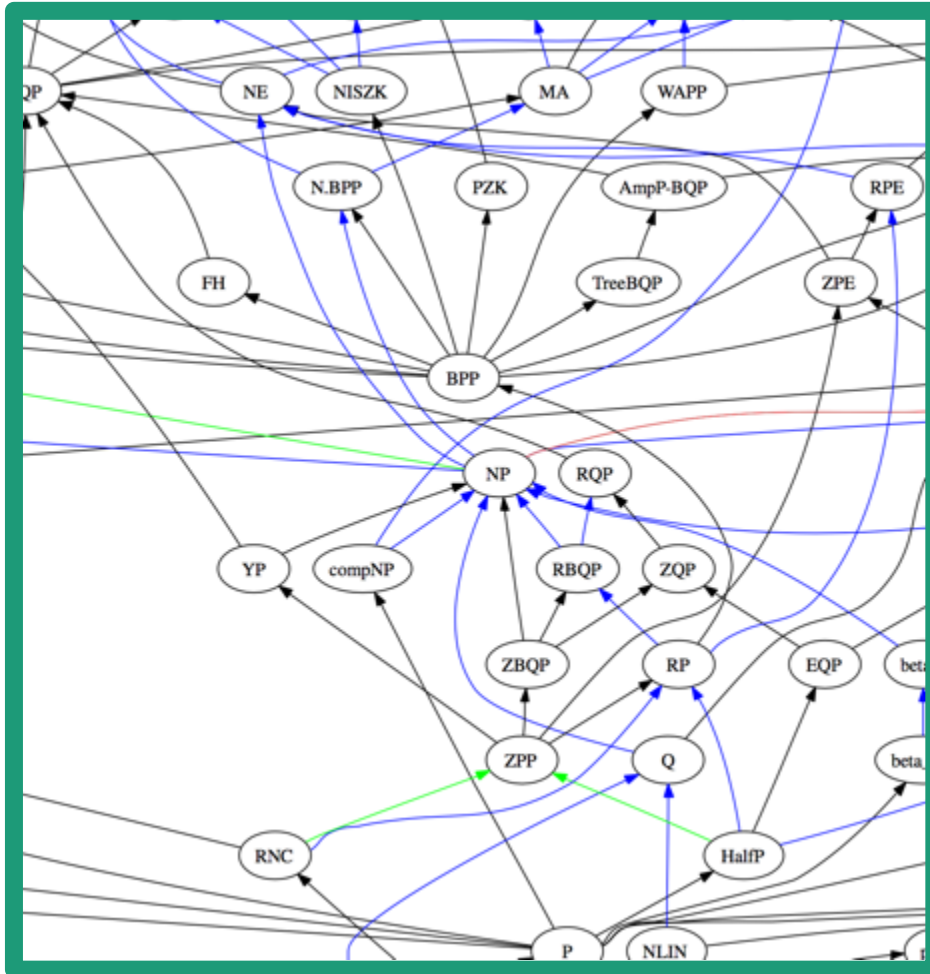 QP NE NISZK MA WAPP
N.BPP PZK AmpP-BQP RPE
FH TreeBQP ZPE
BPP
NP RQP
YP compNP RBQP ZQP
ZBQP RP EQP beta
ZPP Q beta_
RNC HalfP
P NLIN